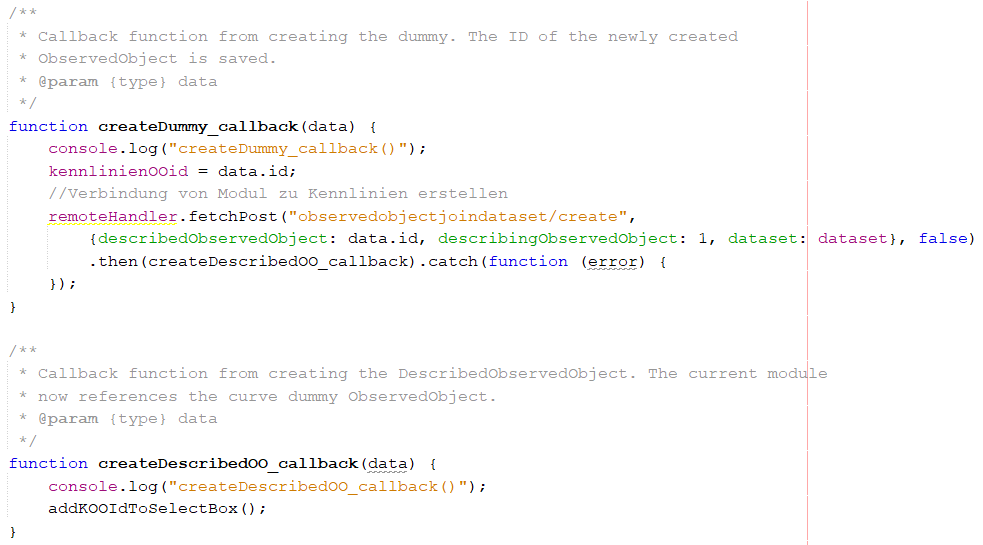 /**
 * Callback function from creating the dummy. The ID of the newly created
 * ObservedObject is saved.
 * @param {type} data
 */
function createDummy_callback(data) {
    console.log("createDummy_callback()");
    kennlinienOOid = data.id;
    //Verbindung von Modul zu Kennlinien erstellen
    remoteHandler.fetchPost("observedobjectjoindataset/create",
        {describedObservedObject: data.id, describingObservedObject: 1, dataset: dataset}, false)
        .then(createDescribedOO_callback).catch(function (error) {
    });
}

/**
 * Callback function from creating the DescribedObservedObject. The current module
 * now references the curve dummy ObservedObject.
 * @param {type} data
 */
function createDescribedOO_callback(data) {
    console.log("createDescribedOO_callback()");
    addKOOIdToSelectBox();
}